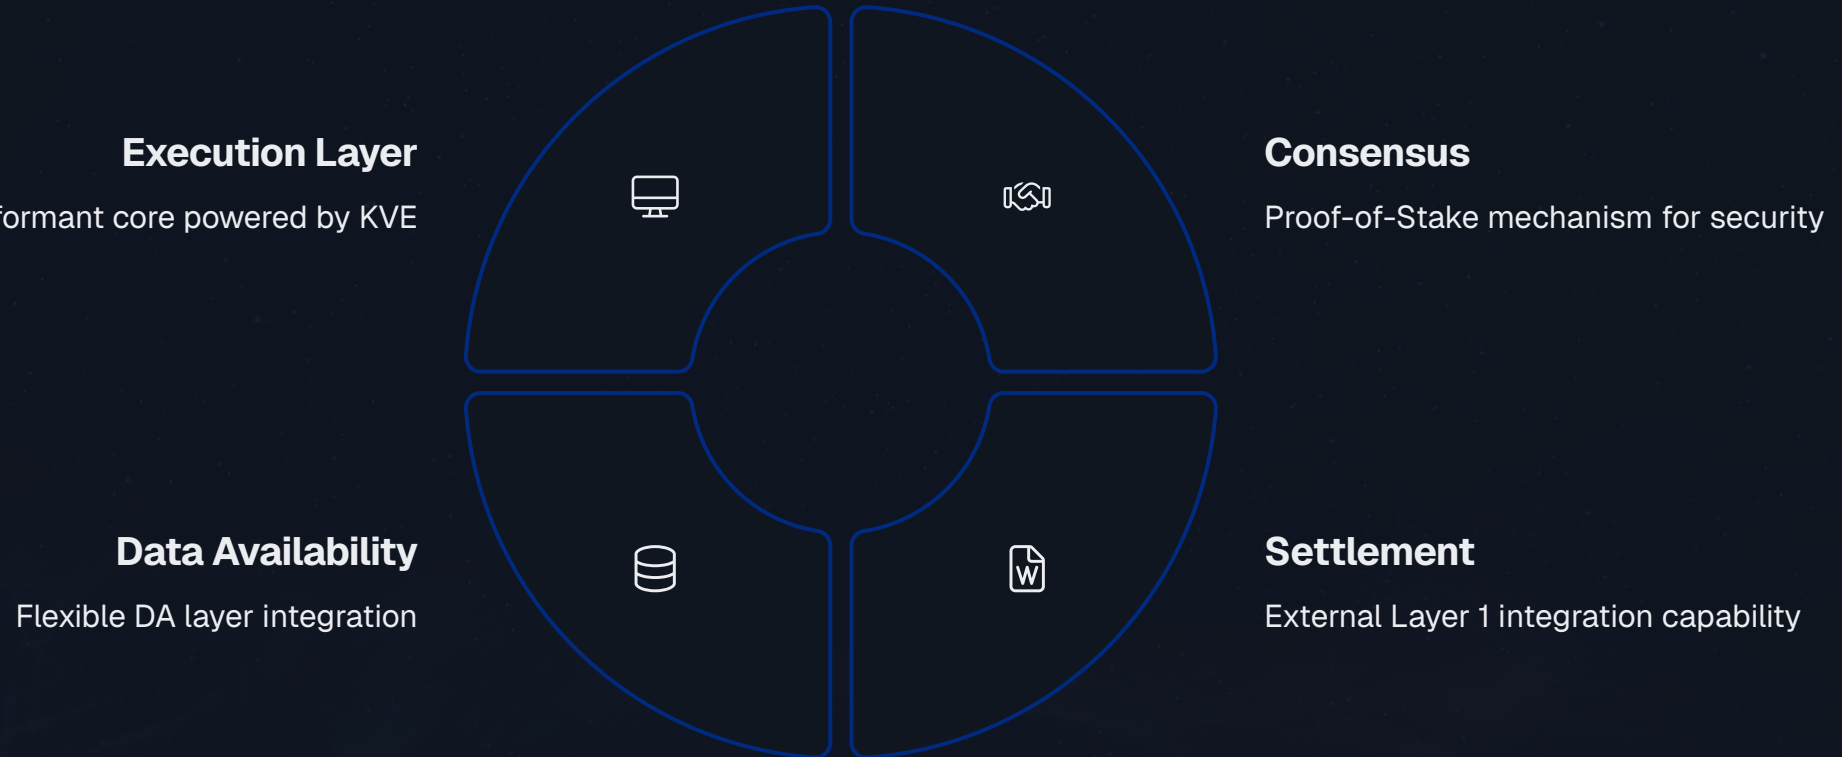 Execution Layer
formant core powered by KVE
Consensus
Proof-of-Stake mechanism for security
Data Availability
Flexible DA layer integration
W
Settlement
External Layer 1 integration capability